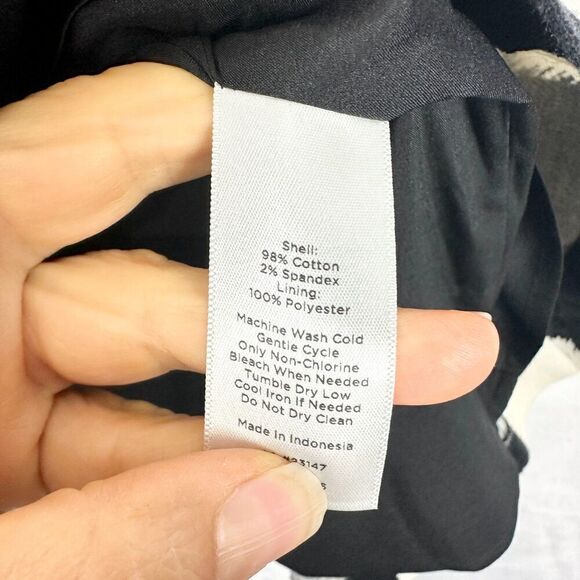 Shell:
98% Cotton
2% Spandex
Lining:
100% Polyester
Machine Wash Cold
Gentle Cycle
Only Non-Chlorine
Bleach When Needed
Tumble Dry Low
Cool Iron If Needed
Do Not Dry Clean
Made In Indonesia
#23147